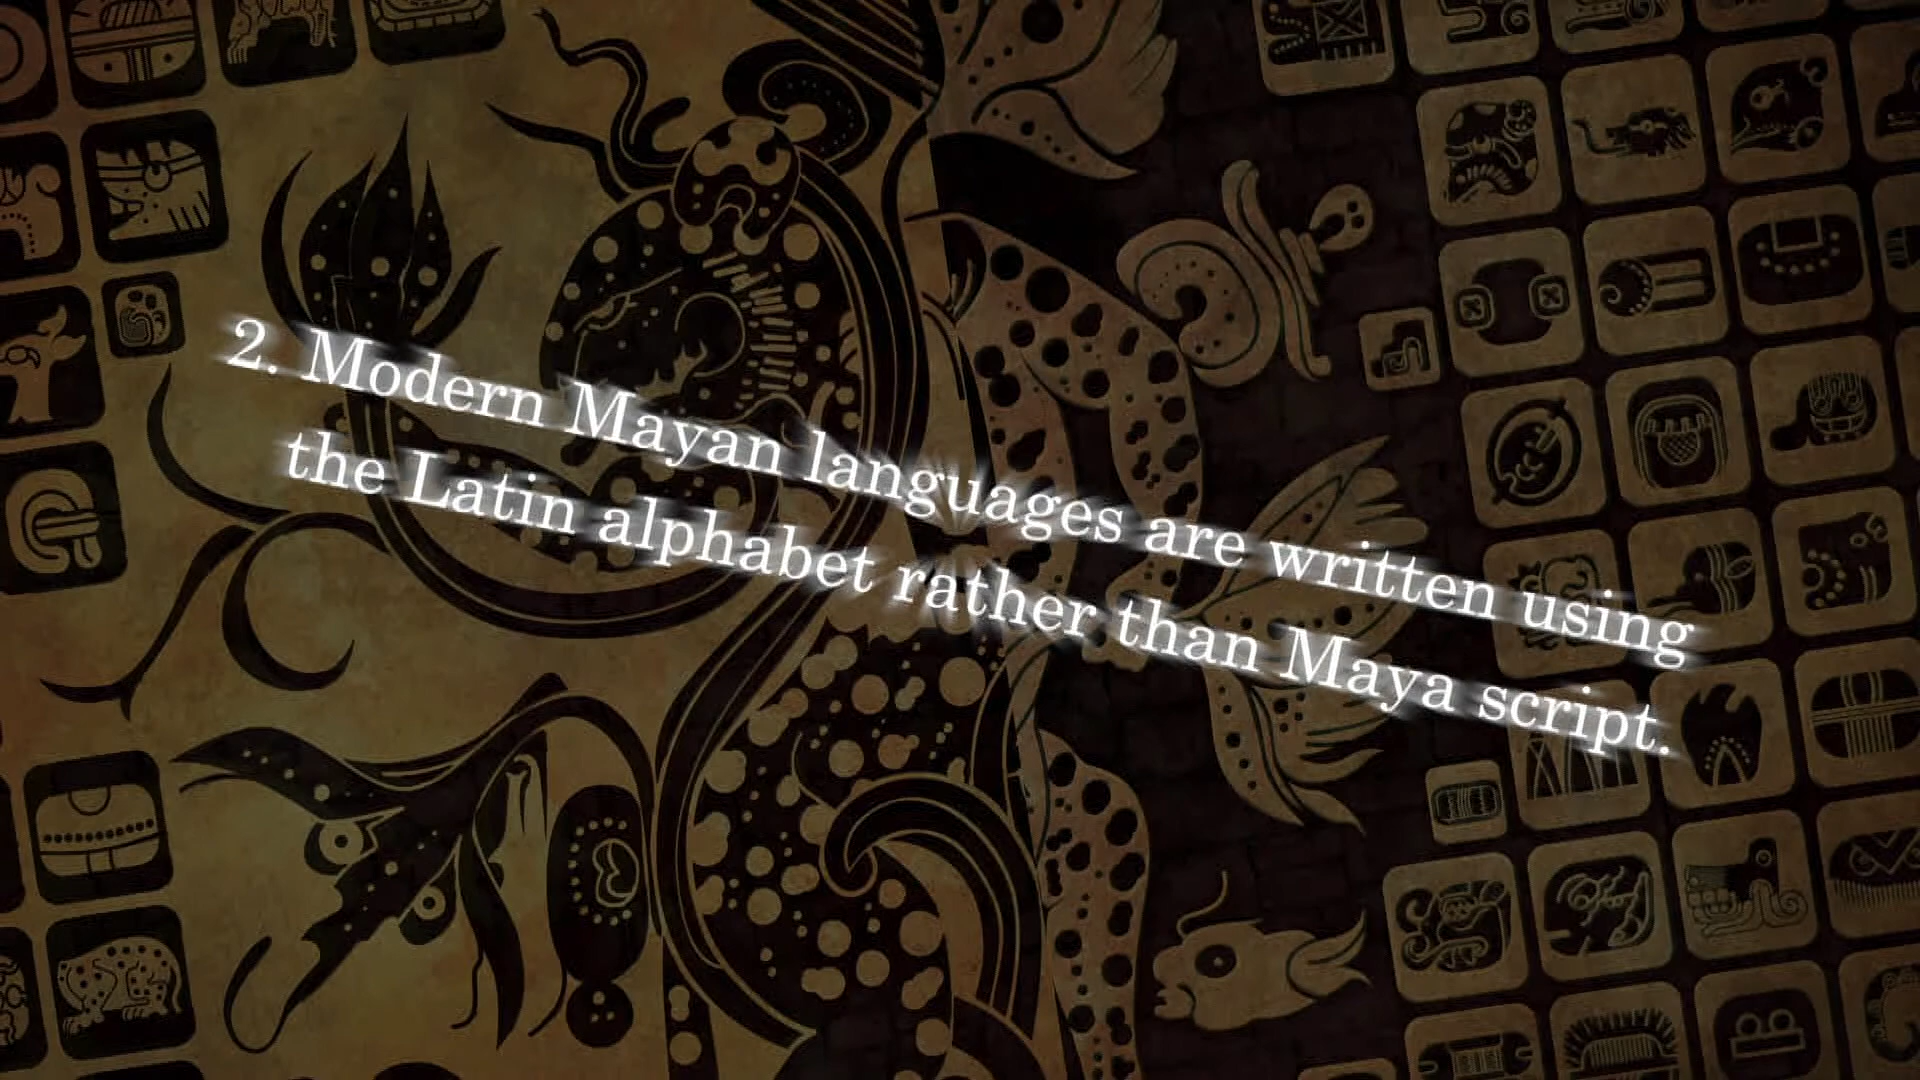 2. Modern Mayan languages are written using
the Latin alphabet rather than Maya script.